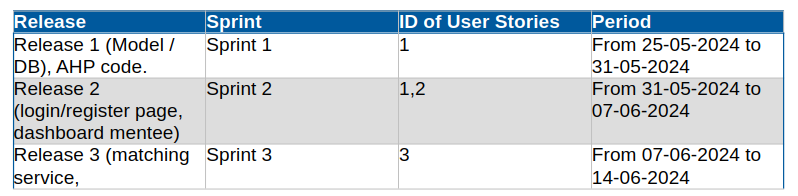 Release Sprint ID of User Stories Period
Release 1 (Model / Sprint 1 1 From 25-05-2024 to
DB), AHP code. 31-05-2024
Release 2 Sprint 2 1,2 From 31-05-2024 to
(login/register page, 07-06-2024
dashboard mentee)
Release 3 (matching Sprint 3 3 From 07-06-2024 to
service, 14-06-2024